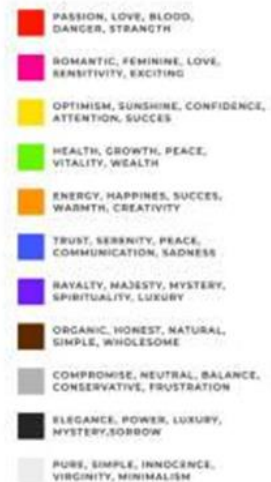 PASSION, LOVE, BLOOD,
DANGER, STRANGTH
ROMANTIC, FEMININE, LOVE,
SENSITIVITY, EXCITING
OPTIMISM, SUNSHINE, CONFIDENCE,
ATTENTION, SUCCES
HEALTH, GROWTH, PEACE,
VITALITY, WEALTH
ENERGY, HAPPINES, SUCCES,
WARMTH, CREATIVITY
TRUST, SERENITY, PEACE,
COMMUNICATION, SADNESS
RAYALTY, MAJESTY, MYSTERY,
SPIRITUALITY, LUXURY
ORGANIC, HONEST, NATURAL,
SIMPLE, WHOLESOME
COMPROMISE, NEUTRAL, BALANCE,
CONSERVATIVE, FRUSTRATION
ELEGANCE, POWER, LUXURY,
MYSTERY,SORROW
PURE, SIMPLE, INNOCENCE,
VIRGINITY, MINIMALISM